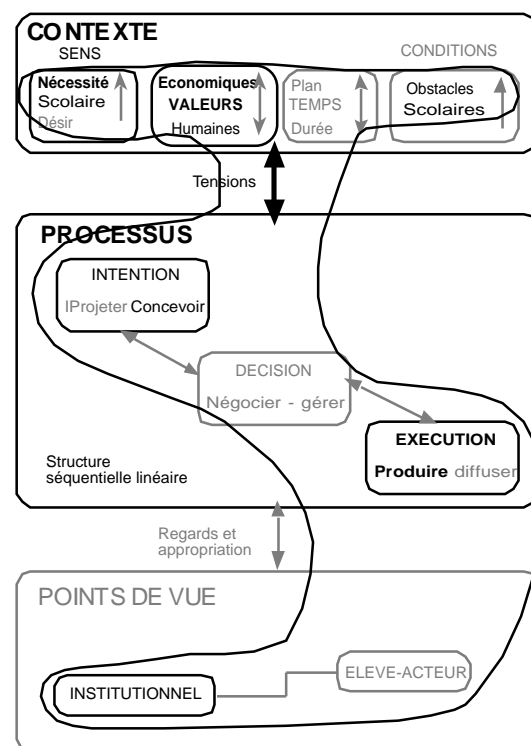 CONTEXTE
SENS
CONDITIONS
Nécessité
Scolaire
Désir
Economiques
VALEURS
Humaines
Plan
TEMPS
Durée
Obstacles
Scolaires
Tensions
PROCESSUS
INTENTION
IProjeter Concevoir
DECISION
Négocier - gérer
EXECUTION
Produire diffuser
Structure
séquentielle linéaire
Regards et
appropriation
POINTS DE VUE
ELEVE-ACTEUR
INSTITUTIONNEL